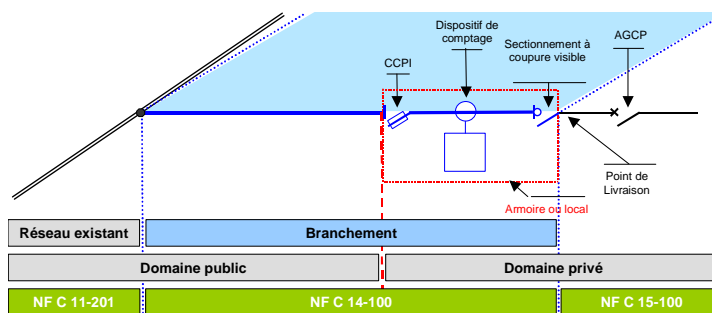 Dispositif de
comptage
Sectionnement à
coupure visible
AGCP
CCPI
Point de
Livraison
Armoire ou local
Réseau existant
Branchement
Domaine public
Domaine privé
NF C 11-201
NF C 14-100
NF C 15-100